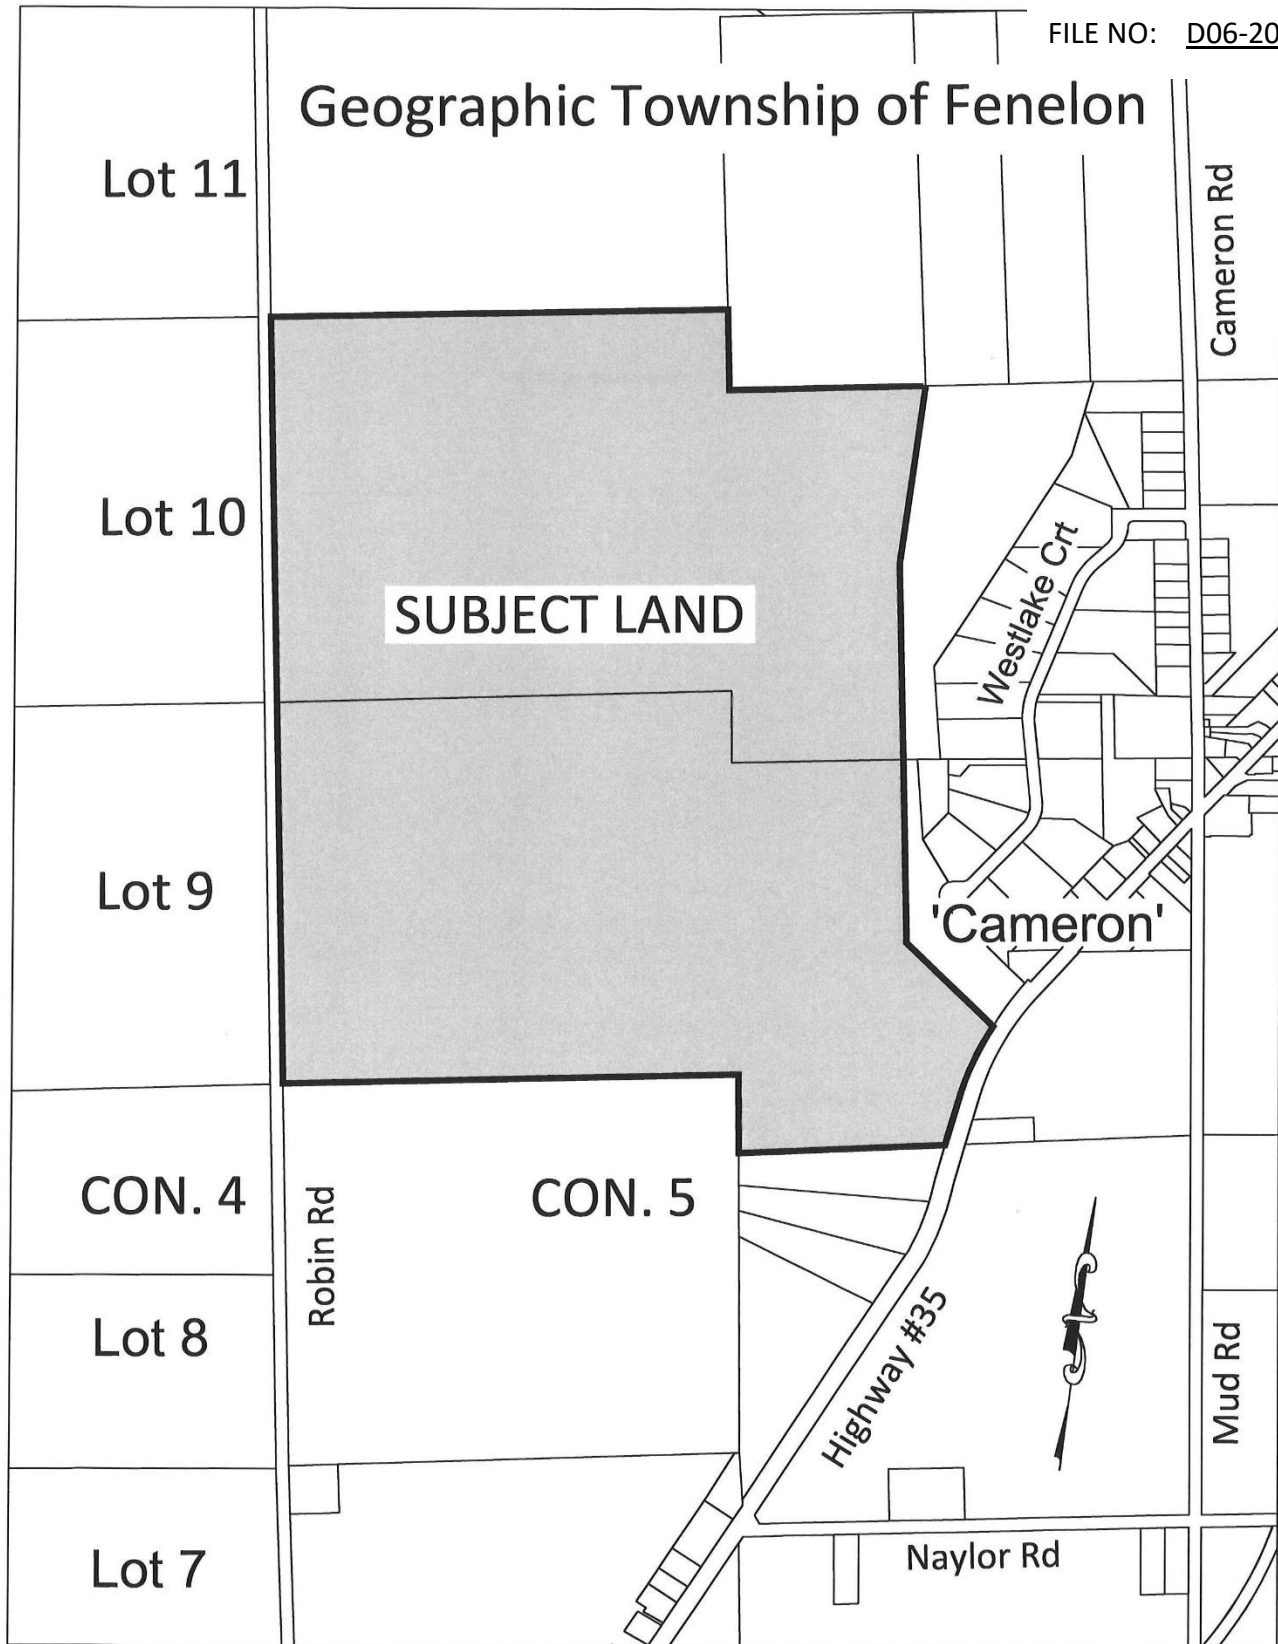 FILE NO: D06-20
Geographic Township of Fenelon
Lot 11
Cameron Rd
Lot 10
Westlake Crt
SUBJECT LAND
Lot 9
'Cameron'
CON. 4
CON. 5
Robin Rd
Highway #35
Lot 8
Mud Rd
Naylor Rd
Lot 7